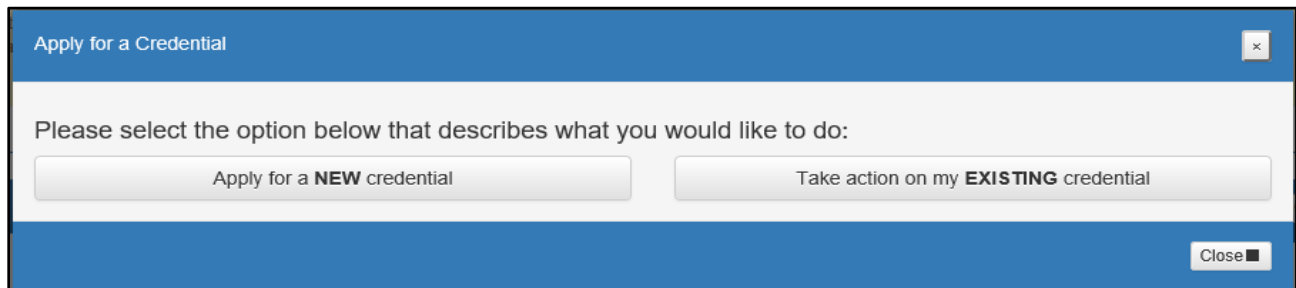 Apply for a Credential
×
Please select the option below that describes what you would like to do:
Apply for a NEW credential
Take action on my EXISTING credential
Close